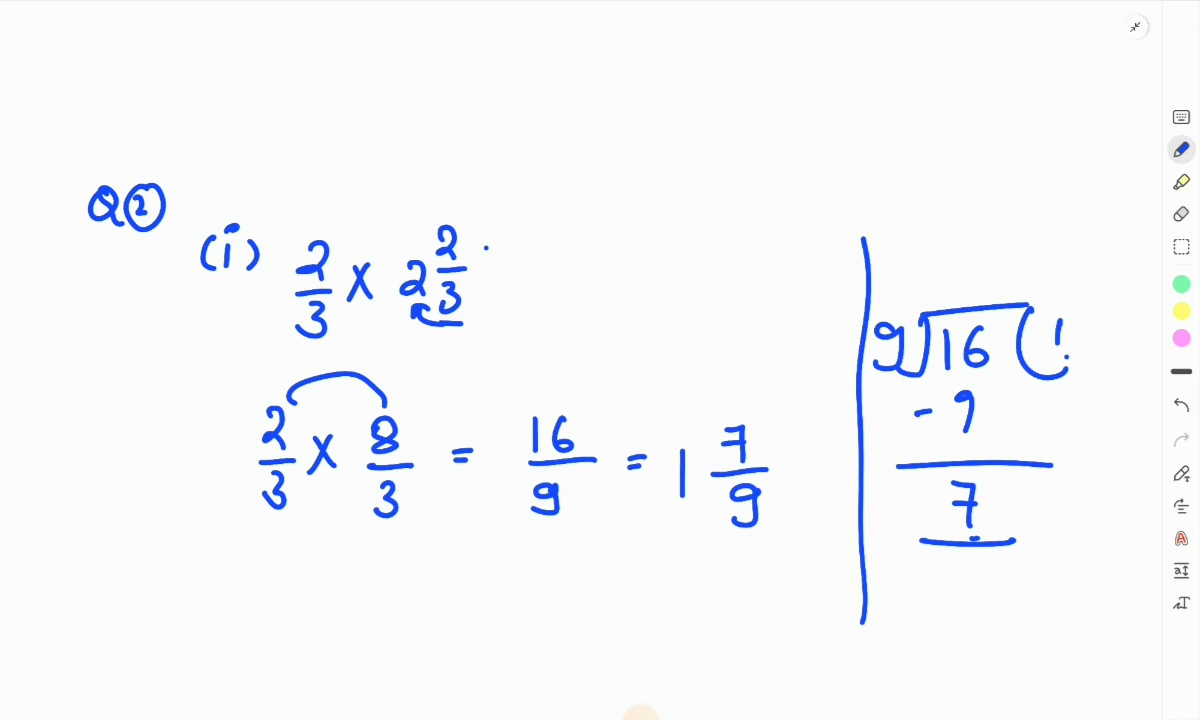 Q②
(i) 2/3 × 2 2/3
2/3 × 8/3 = 16/9 = 1 7/9
9)16(1
- 9
7